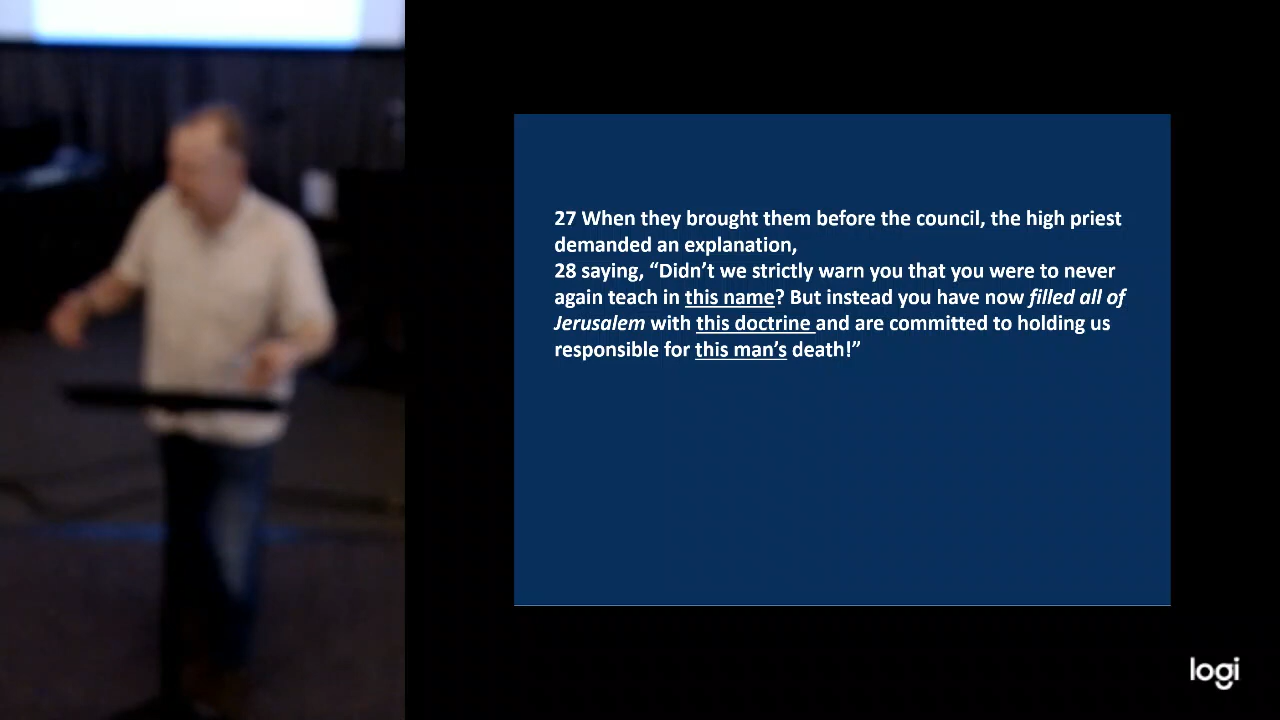 27 When they brought them before the council, the high priest
demanded an explanation,
28 saying, “Didn’t we strictly warn you that you were to never
again teach in this name? But instead you have now filled all of
Jerusalem with this doctrine and are committed to holding us
responsible for this man’s death!”
logi